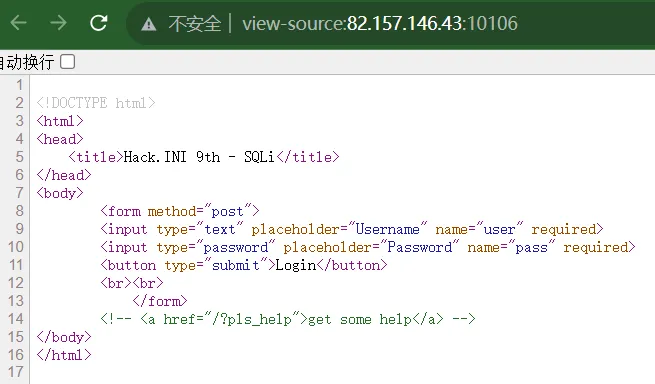 不安全 | view-source:82.157.146.43:10106
自动换行
1
2 <!DOCTYPE html>
3 <html>
4 <head>
5 <title>Hack.INI 9th - SQLi</title>
6 </head>
7 <body>
8 <form method="post">
9 <input type="text" placeholder="Username" name="user" required>
10 <input type="password" placeholder="Password" name="pass" required>
11 <button type="submit">Login</button>
12 <br><br>
13 </form>
14 <!-- <a href="/?pls_help">get some help</a> -->
15 </body>
16 </html>
17